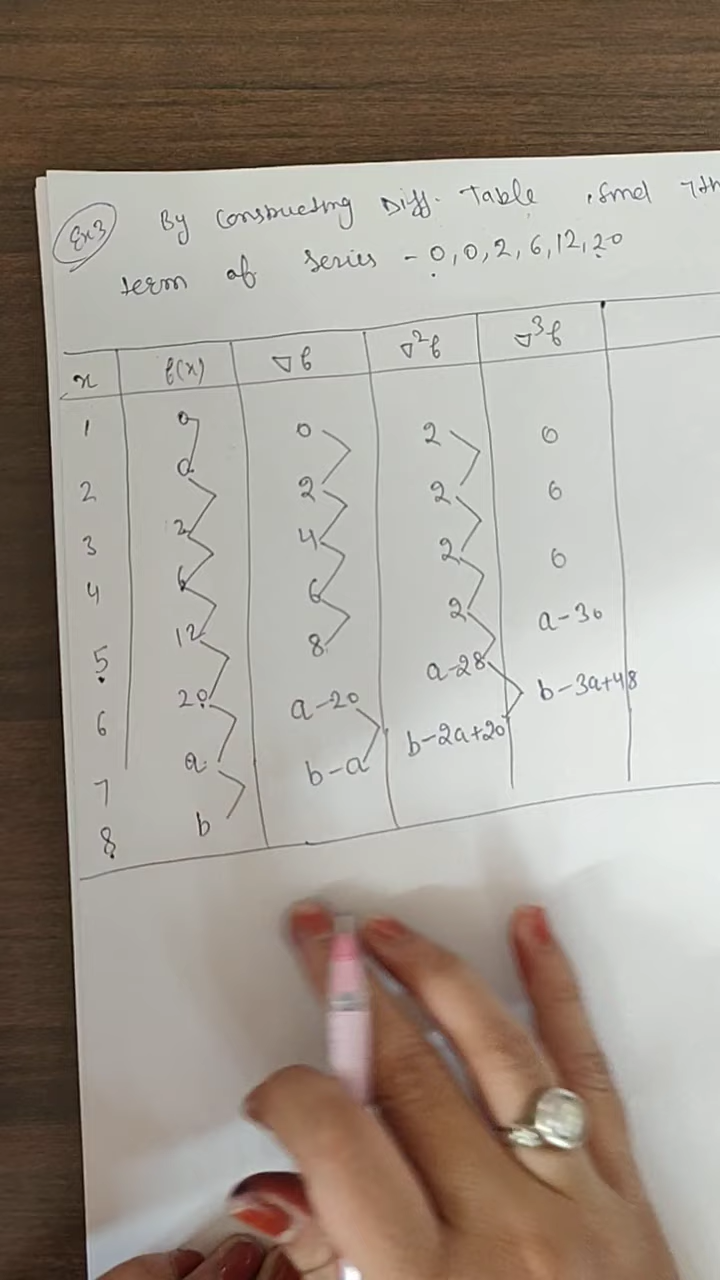 Ex3 By Constructing Diff. Table , find 7th
term of series - 0, 0, 2, 6, 12, 20
x f(x) ∇f ∇²f ∇³f
1 0 0 2 0
2 0 2 2 0
3 2 4 2 0
4 6 6 2 a-30
5 12 8 a-28 b-3a+48
6 20 a-20 b-2a+20
7 a b-a
8 b